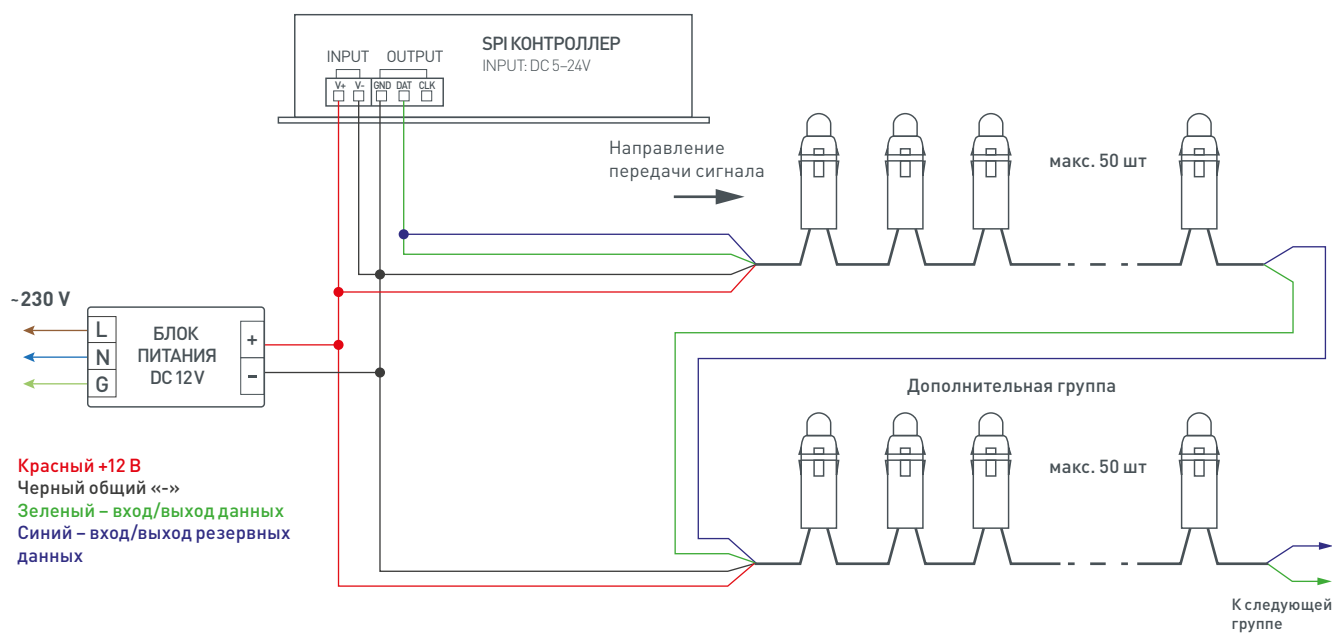 SPI КОНТРОЛЛЕР
INPUT: DC 5–24V
INPUT OUTPUT
V+ V- GND DAT CLK
Направление
передачи сигнала
макс. 50 шт
~230 V
L
N
G
БЛОК
ПИТАНИЯ
DC 12 V
+
–
Дополнительная группа
макс. 50 шт
Красный +12 В
Черный общий «-»
Зеленый – вход/выход данных
Синий – вход/выход резервных
данных
К следующей
группе